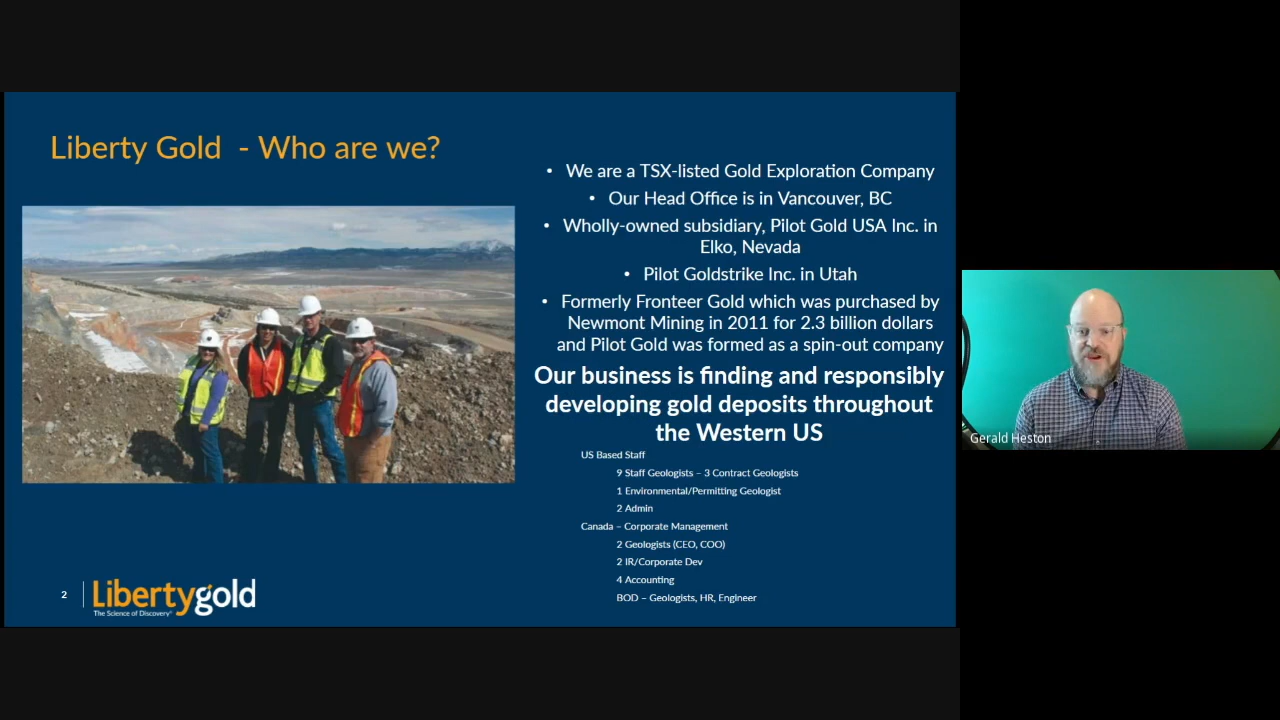 Liberty Gold - Who are we?
• We are a TSX-listed Gold Exploration Company
• Our Head Office is in Vancouver, BC
• Wholly-owned subsidiary, Pilot Gold USA Inc. in
Elko, Nevada
• Pilot Goldstrike Inc. in Utah
• Formerly Fronteer Gold which was purchased by
Newmont Mining in 2011 for 2.3 billion dollars
and Pilot Gold was formed as a spin-out company
Our business is finding and responsibly
developing gold deposits throughout
the Western US
US Based Staff
9 Staff Geologists – 3 Contract Geologists
1 Environmental/Permitting Geologist
2 Admin
Canada – Corporate Management
2 Geologists (CEO, COO)
2 IR/Corporate Dev
4 Accounting
BOD – Geologists, HR, Engineer
2
Libertygold
The Science of Discovery®
Gerald Heston